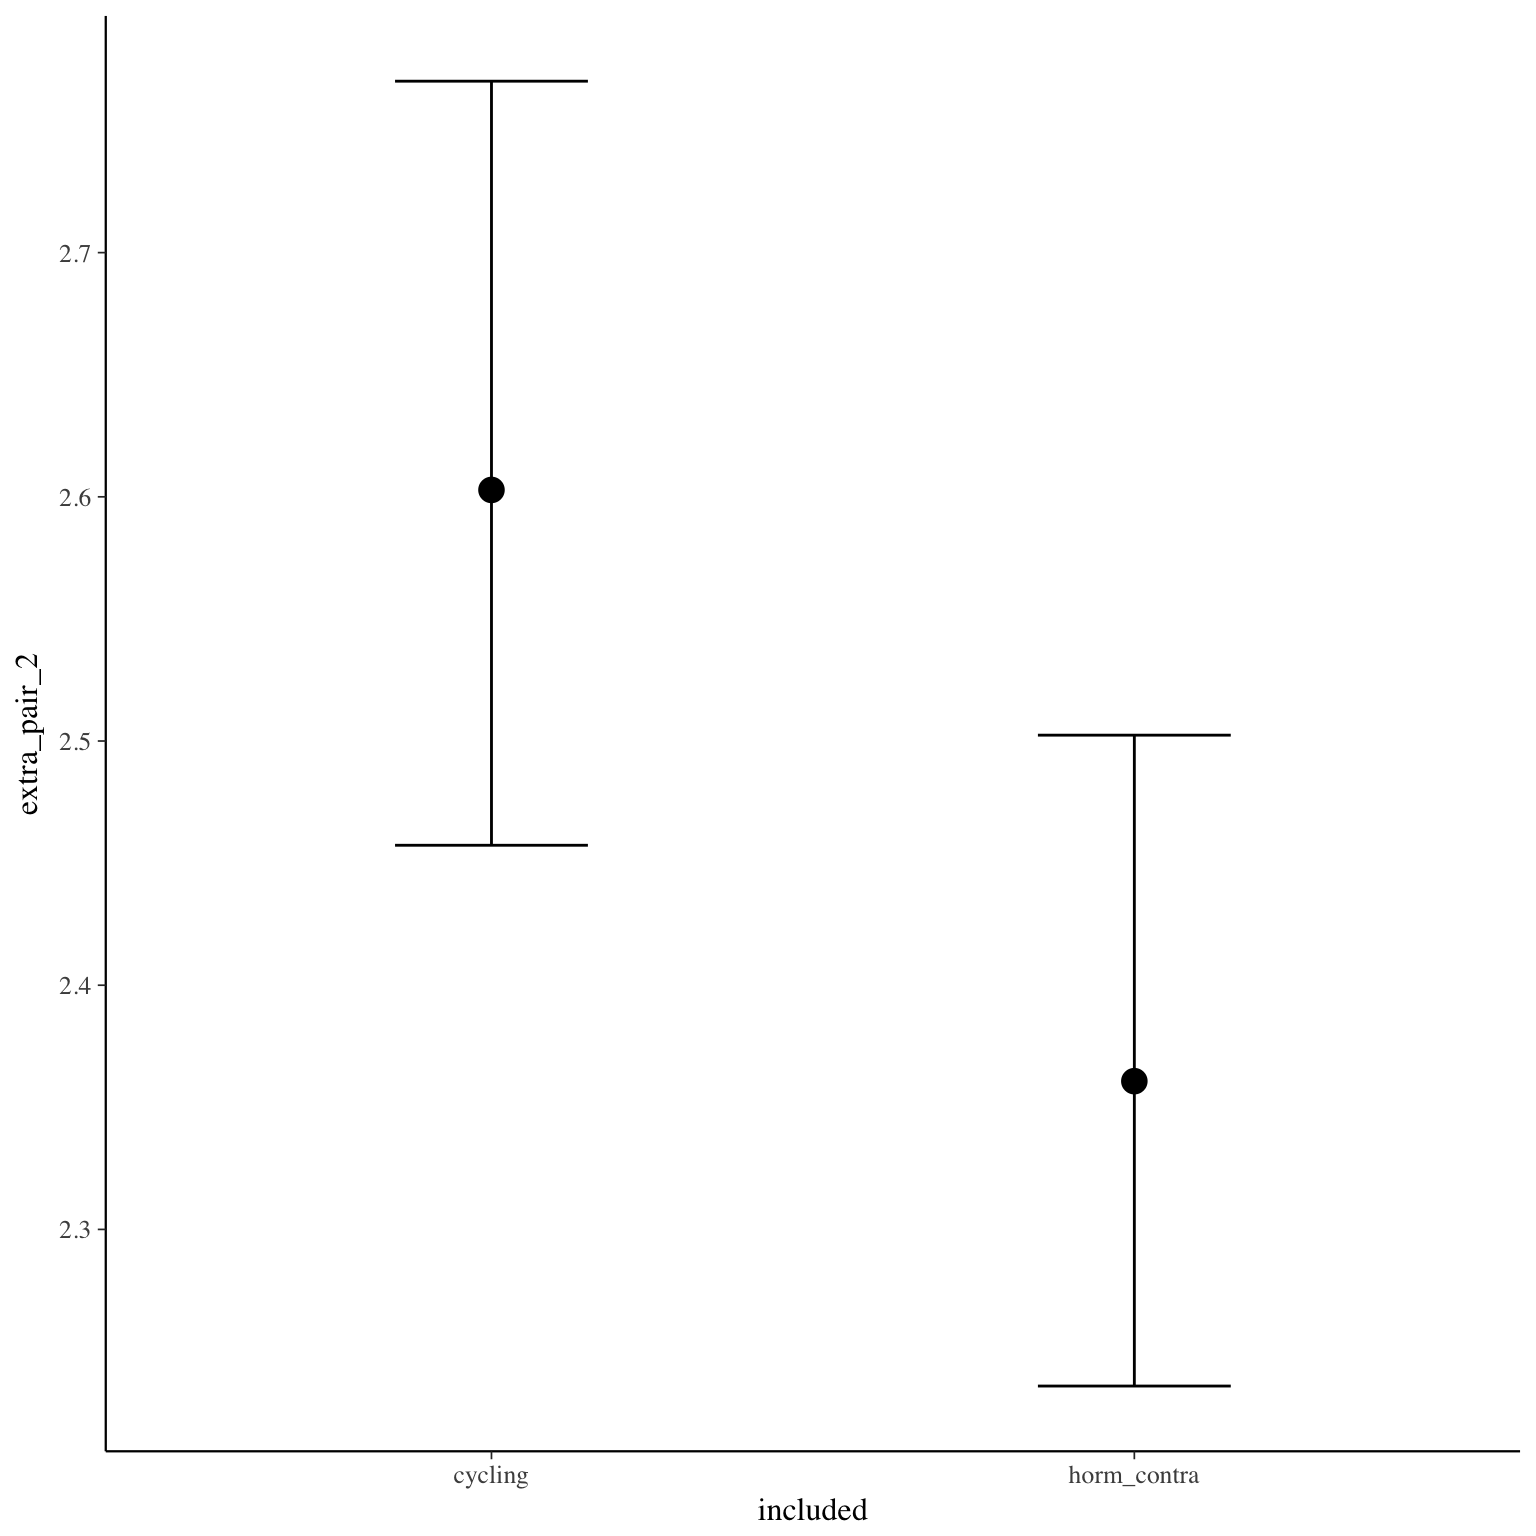 extra_pair_2
2.7
2.6
2.5
2.4
2.3
cycling
horm_contra
included